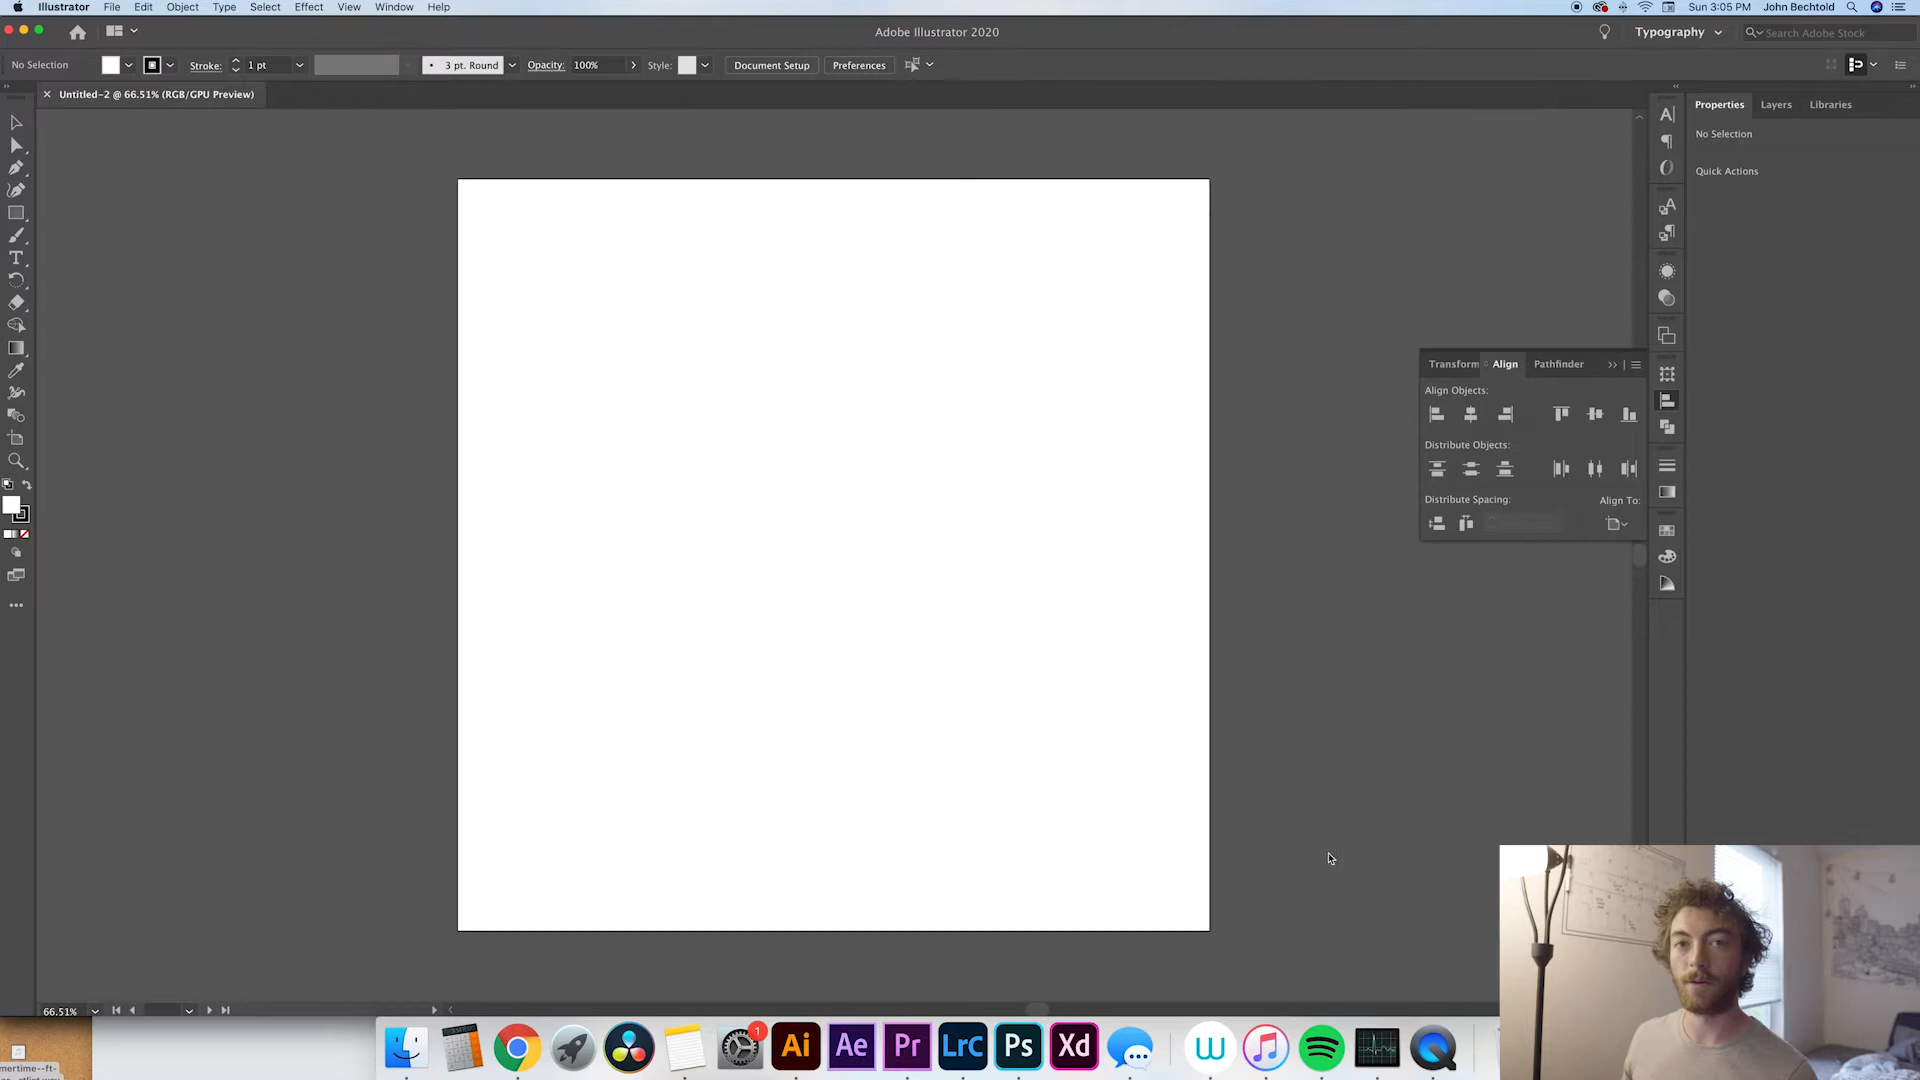 Illustrator File Edit Object Type Select Effect View Window Help
Sun 3:05 PM John Bechtold
Adobe Illustrator 2020
Typography
Search Adobe Stock
No Selection
Stroke: 1 pt
3 pt. Round
Opacity: 100%
Style:
Document Setup
Preferences
Untitled-2 @ 66.51% (RGB/GPU Preview)
Properties Layers Libraries
No Selection
Quick Actions
Transform Align Pathfinder
Align Objects:
Distribute Objects:
Distribute Spacing:
Align To:
66.51%
1
Ai Ae Pr LrC Ps Xd